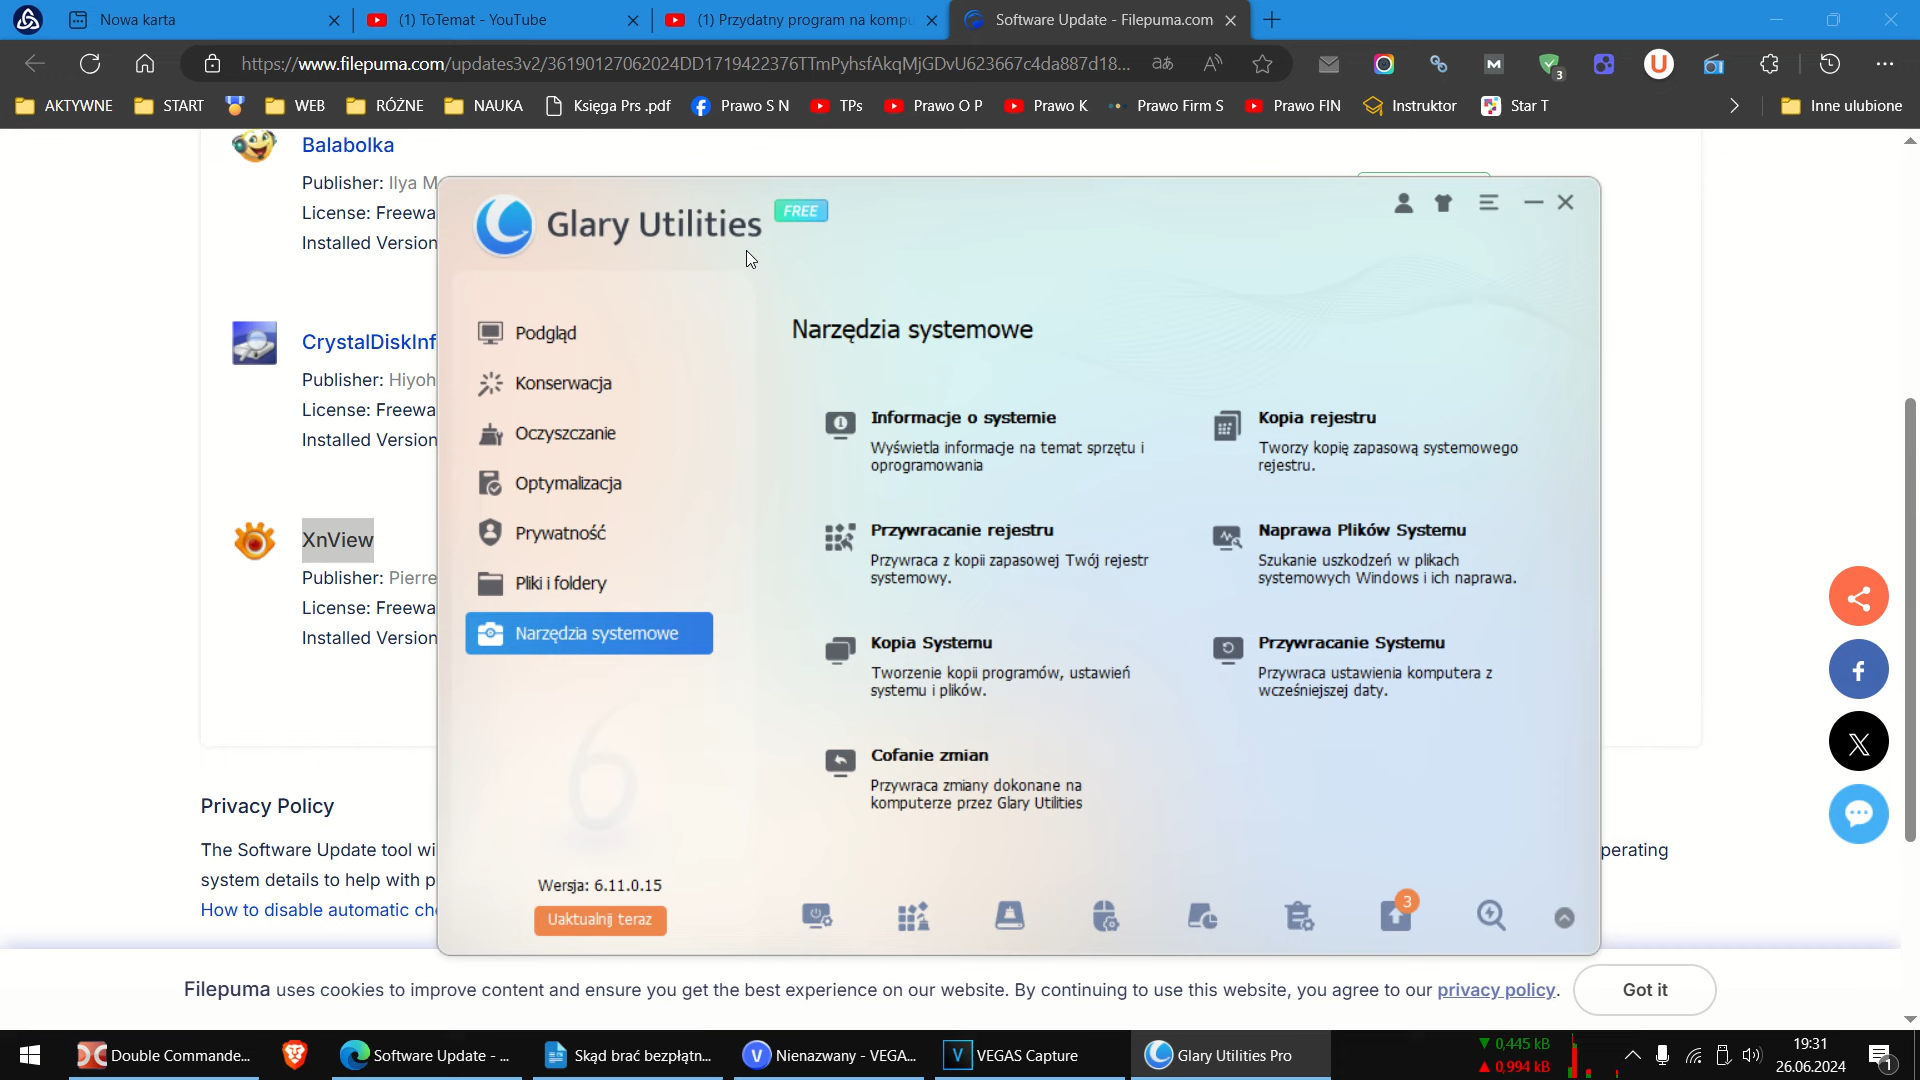 Nowa karta
(1) ToTemat - YouTube
(1) Przydatny program na kompu
Software Update - Filepuma.com
https://www.filepuma.com/updates3v2/36190127062024DD1719422376TTmPyhsfAkqMjGDvU623667c4da887d18...
AKTYWNE
START
WEB
RÓŻNE
NAUKA
Księga Prs .pdf
Prawo S N
TPs
Prawo O P
Prawo K
Prawo Firm S
Prawo FIN
Instruktor
Star T
Inne ulubione
Balabolka
Publisher: Ilya M
License: Freewa
Installed Version
CrystalDiskInf
Publisher: Hiyoh
License: Freewa
Installed Version
XnView
Publisher: Pierre
License: Freewa
Installed Version
Glary Utilities
FREE
Podgląd
Konserwacja
Oczyszczanie
Optymalizacja
Prywatność
Pliki i foldery
Narzędzia systemowe
6
Wersja: 6.11.0.15
Uaktualnij teraz
Narzędzia systemowe
Informacje o systemie
Wyświetla informacje na temat sprzętu i
oprogramowania
Kopia rejestru
Tworzy kopię zapasową systemowego
rejestru.
Przywracanie rejestru
Przywraca z kopii zapasowej Twój rejestr
systemowy.
Naprawa Plików Systemu
Szukanie uszkodzeń w plikach
systemowych Windows i ich naprawa.
Kopia Systemu
Tworzenie kopii programów, ustawień
systemu i plików.
Przywracanie Systemu
Przywraca ustawienia komputera z
wcześniejszej daty.
Cofanie zmian
Przywraca zmiany dokonane na
komputerze przez Glary Utilities
3
Privacy Policy
The Software Update tool wi
perating
system details to help with p
How to disable automatic che
Filepuma uses cookies to improve content and ensure you get the best experience on our website. By continuing to use this website, you agree to our privacy policy.
Got it
Double Commande...
Software Update - ...
Skąd brać bezpłatn...
Nienazwany - VEGA...
VEGAS Capture
Glary Utilities Pro
0,445 kB
0,994 kB
19:31
26.06.2024
1